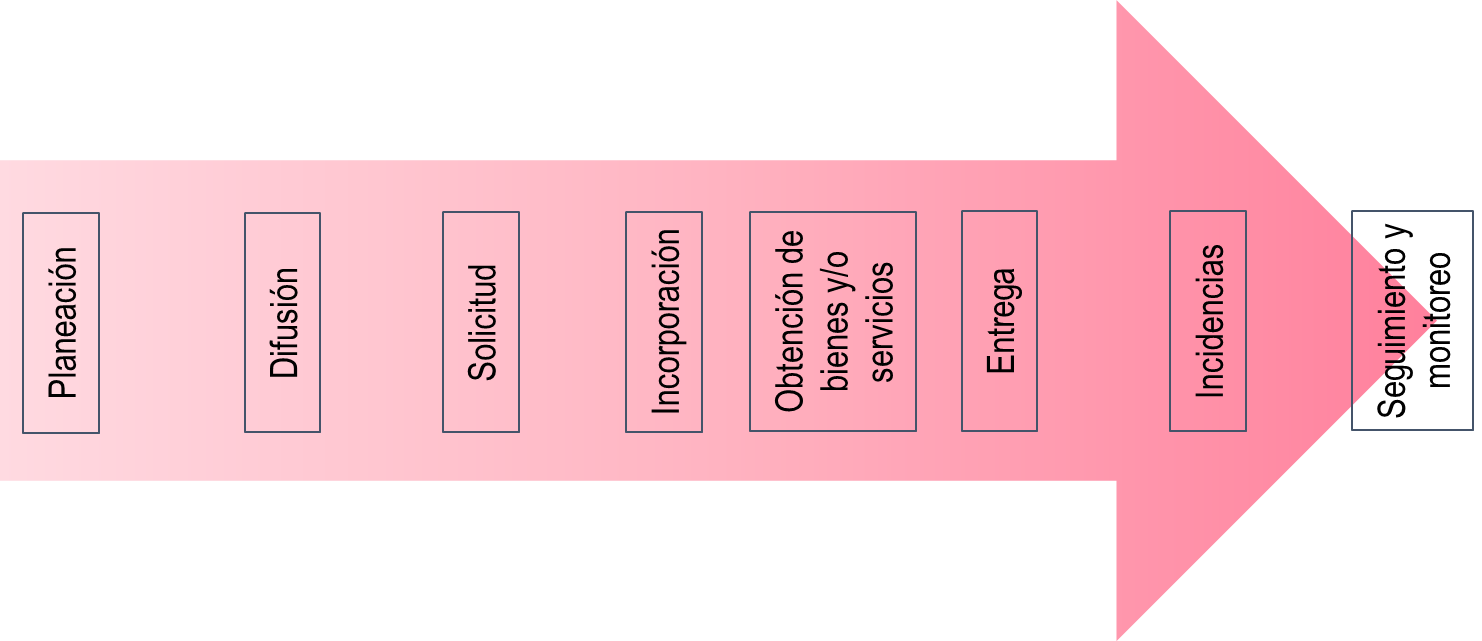 Planeación
Difusión
Solicitud
Incorporación
Obtención de
bienes y/o
servicios
Entrega
Incidencias
Seguimiento y
monitoreo